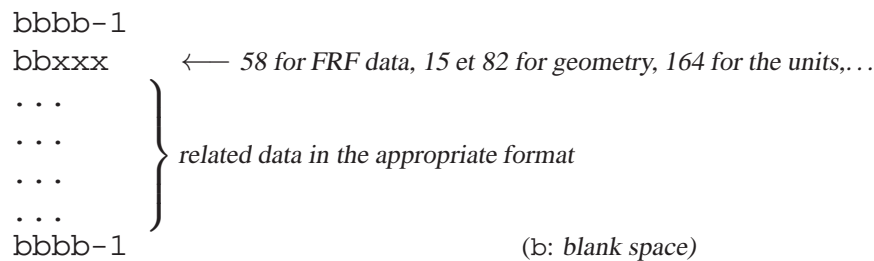 bbbb-1
bbxxx ⟵ 58 for FRF data, 15 et 82 for geometry, 164 for the units,...
...
...
related data in the appropriate format
...
...
bbbb-1 (b: blank space)